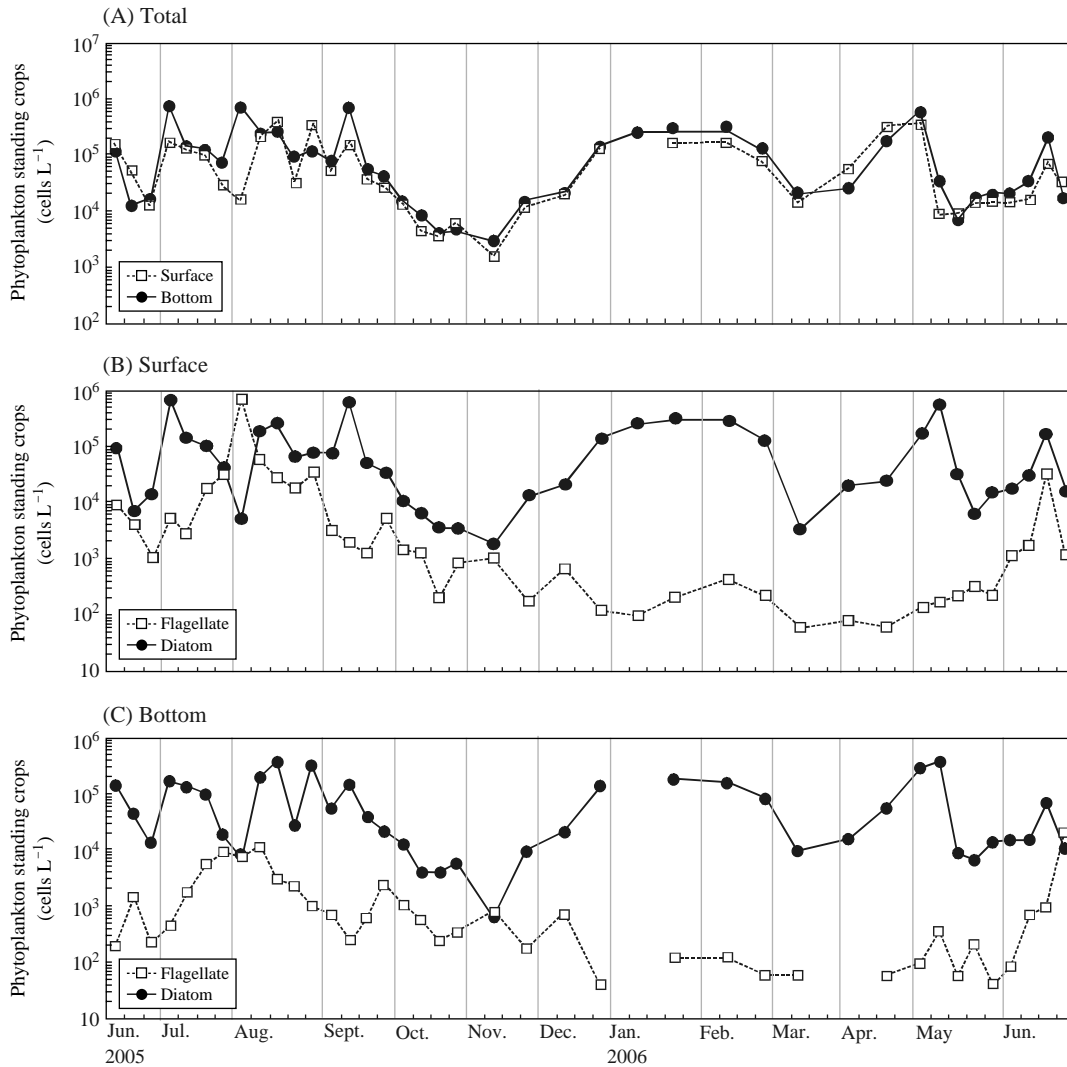 (A) Total
Phytoplankton standing crops
(cells L⁻¹)
10⁷
10⁶
10⁵
10⁴
10³
10²
Surface
Bottom
(B) Surface
Phytoplankton standing crops
(cells L⁻¹)
10⁶
10⁵
10⁴
10³
10²
10
Flagellate
Diatom
(C) Bottom
Phytoplankton standing crops
(cells L⁻¹)
10⁶
10⁵
10⁴
10³
10²
10
Flagellate
Diatom
Jun. Jul. Aug. Sept. Oct. Nov. Dec. Jan. Feb. Mar. Apr. May Jun.
2005 2006